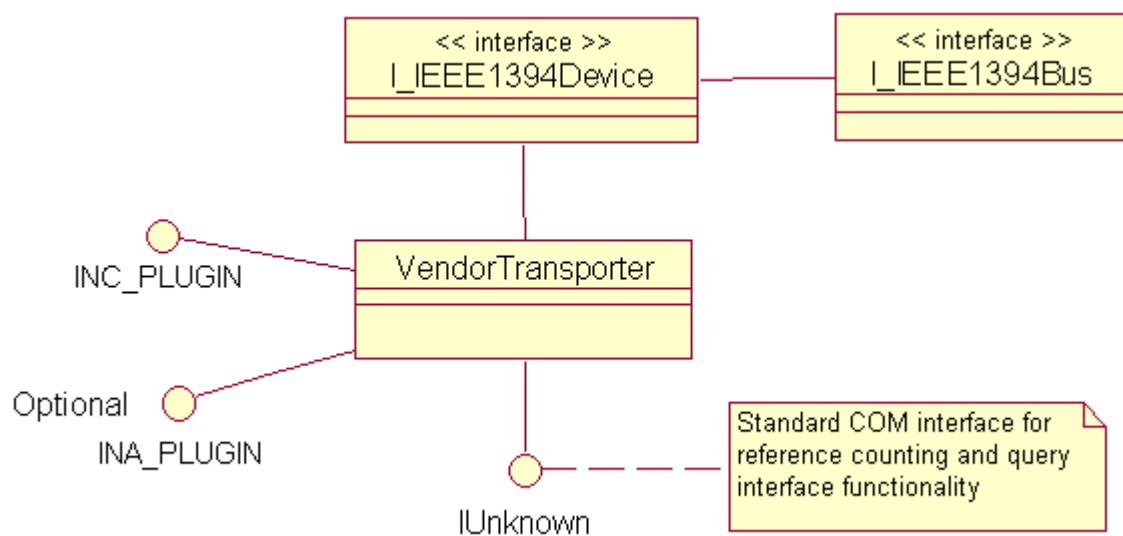 << interface >>
I_IEEE1394Device
<< interface >>
I_IEEE1394Bus
INC_PLUGIN
VendorTransporter
Optional
INA_PLUGIN
IUnknown
Standard COM interface for
reference counting and query
interface functionality